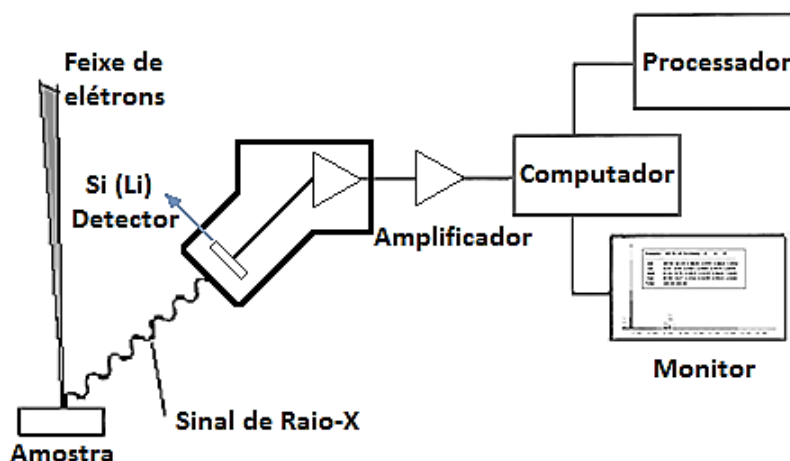 Feixe de
elétrons
Processador
Si (Li)
Detector
Computador
Amplificador
Monitor
Sinal de Raio-X
Amostra